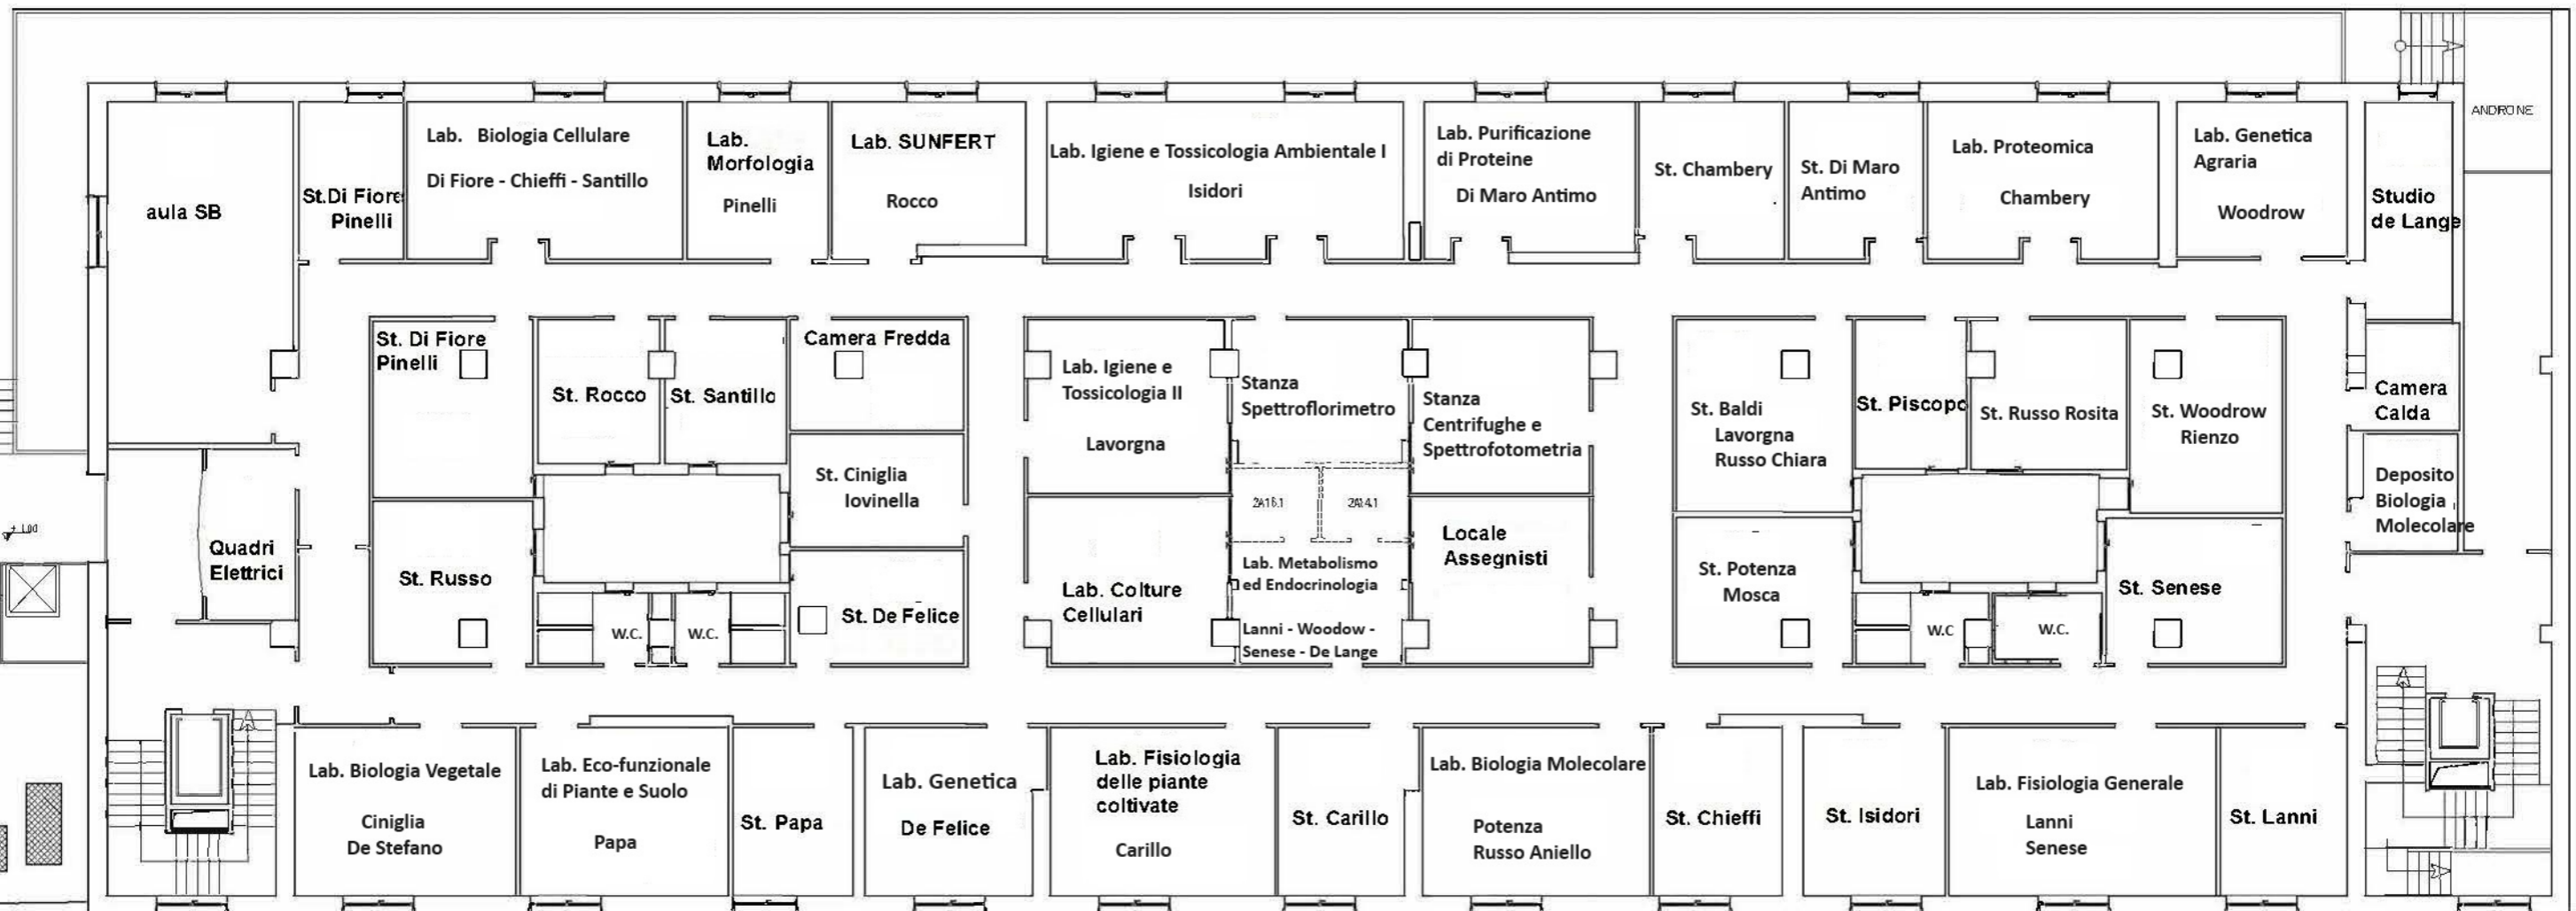 ANDRONE
aula SB
St.Di Fiore
Pinelli
Lab. Biologia Cellulare
Di Fiore - Chieffi - Santillo
Lab.
Morfologia
Pinelli
Lab. SUNFERT
Rocco
Lab. Igiene e Tossicologia Ambientale I
Isidori
Lab. Purificazione
di Proteine
Di Maro Antimo
St. Chambery
St. Di Maro
Antimo
Lab. Proteomica
Chambery
Lab. Genetica
Agraria
Woodrow
Studio
de Lange
St. Di Fiore
Pinelli
St. Rocco
St. Santillo
Camera Fredda
Lab. Igiene e
Tossicologia II
Lavorgna
Stanza
Spettroflorimetro
Stanza
Centrifughe e
Spettrofotometria
St. Baldi
Lavorgna
Russo Chiara
St. Piscopo
St. Russo Rosita
St. Woodrow
Rienzo
Camera
Calda
St. Ciniglia
Iovinella
2A16.1
2A14.1
Deposito
Biologia
Molecolare
+ 1,00
Quadri
Elettrici
St. Russo
W.C.
W.C.
St. De Felice
Lab. Colture
Cellulari
Lab. Metabolismo
ed Endocrinologia
Lanni - Woodow -
Senese - De Lange
Locale
Assegnisti
St. Potenza
Mosca
W.C
W.C.
St. Senese
Lab. Biologia Vegetale
Ciniglia
De Stefano
Lab. Eco-funzionale
di Piante e Suolo
Papa
St. Papa
Lab. Genetica
De Felice
Lab. Fisiologia
delle piante
coltivate
Carillo
St. Carillo
Lab. Biologia Molecolare
Potenza
Russo Aniello
St. Chieffi
St. Isidori
Lab. Fisiologia Generale
Lanni
Senese
St. Lanni